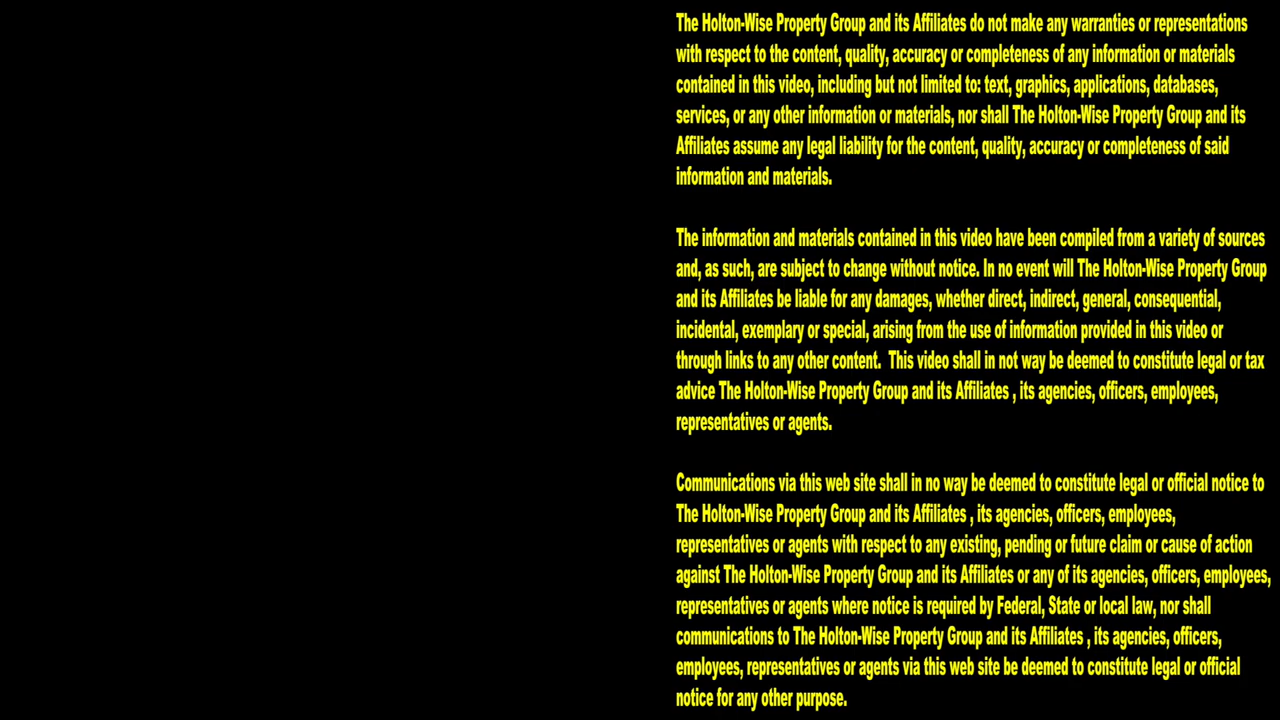 The Holton-Wise Property Group and its Affiliates do not make any warranties or representations
with respect to the content, quality, accuracy or completeness of any information or materials
contained in this video, including but not limited to: text, graphics, applications, databases,
services, or any other information or materials, nor shall The Holton-Wise Property Group and its
Affiliates assume any legal liability for the content, quality, accuracy or completeness of said
information and materials.
The information and materials contained in this video have been compiled from a variety of sources
and, as such, are subject to change without notice. In no event will The Holton-Wise Property Group
and its Affiliates be liable for any damages, whether direct, indirect, general, consequential,
incidental, exemplary or special, arising from the use of information provided in this video or
through links to any other content.  This video shall in not way be deemed to constitute legal or tax
advice The Holton-Wise Property Group and its Affiliates , its agencies, officers, employees,
representatives or agents.
Communications via this web site shall in no way be deemed to constitute legal or official notice to
The Holton-Wise Property Group and its Affiliates , its agencies, officers, employees,
representatives or agents with respect to any existing, pending or future claim or cause of action
against The Holton-Wise Property Group and its Affiliates or any of its agencies, officers, employees,
representatives or agents where notice is required by Federal, State or local law, nor shall
communications to The Holton-Wise Property Group and its Affiliates , its agencies, officers,
employees, representatives or agents via this web site be deemed to constitute legal or official
notice for any other purpose.